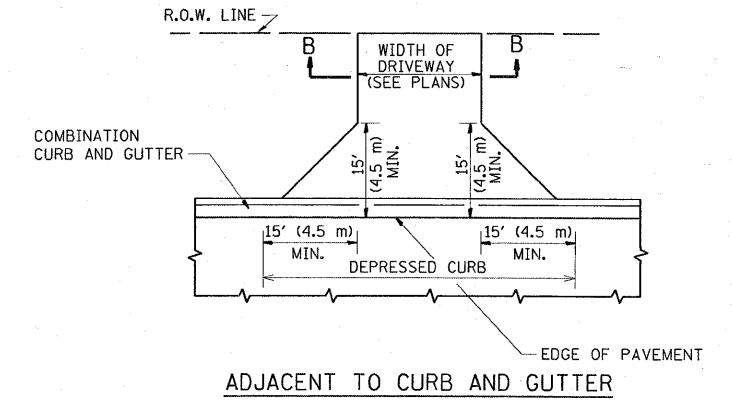 R.O.W. LINE
B
B
WIDTH OF
DRIVEWAY
(SEE PLANS)
COMBINATION
CURB AND GUTTER
15'
(4.5 m)
MIN.
15'
(4.5 m)
MIN.
15' (4.5 m)
MIN.
15' (4.5 m)
MIN.
DEPRESSED CURB
EDGE OF PAVEMENT
ADJACENT TO CURB AND GUTTER